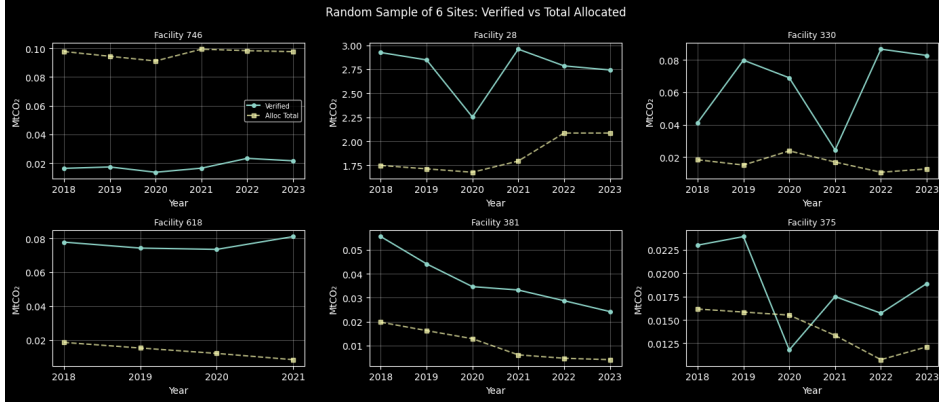 Random Sample of 6 Sites: Verified vs Total Allocated
Facility 746
0.10
0.08
0.06
0.04
0.02
MtCO₂
Verified
Alloc Total
2018 2019 2020 2021 2022 2023
Year
Facility 28
3.00
2.75
2.50
2.25
2.00
1.75
MtCO₂
2018 2019 2020 2021 2022 2023
Year
Facility 330
0.08
0.06
0.04
0.02
MtCO₂
2018 2019 2020 2021 2022 2023
Year
Facility 618
0.08
0.06
0.04
0.02
MtCO₂
2018 2019 2020 2021
Year
Facility 381
0.05
0.04
0.03
0.02
0.01
MtCO₂
2018 2019 2020 2021 2022 2023
Year
Facility 375
0.0225
0.0200
0.0175
0.0150
0.0125
MtCO₂
2018 2019 2020 2021 2022 2023
Year